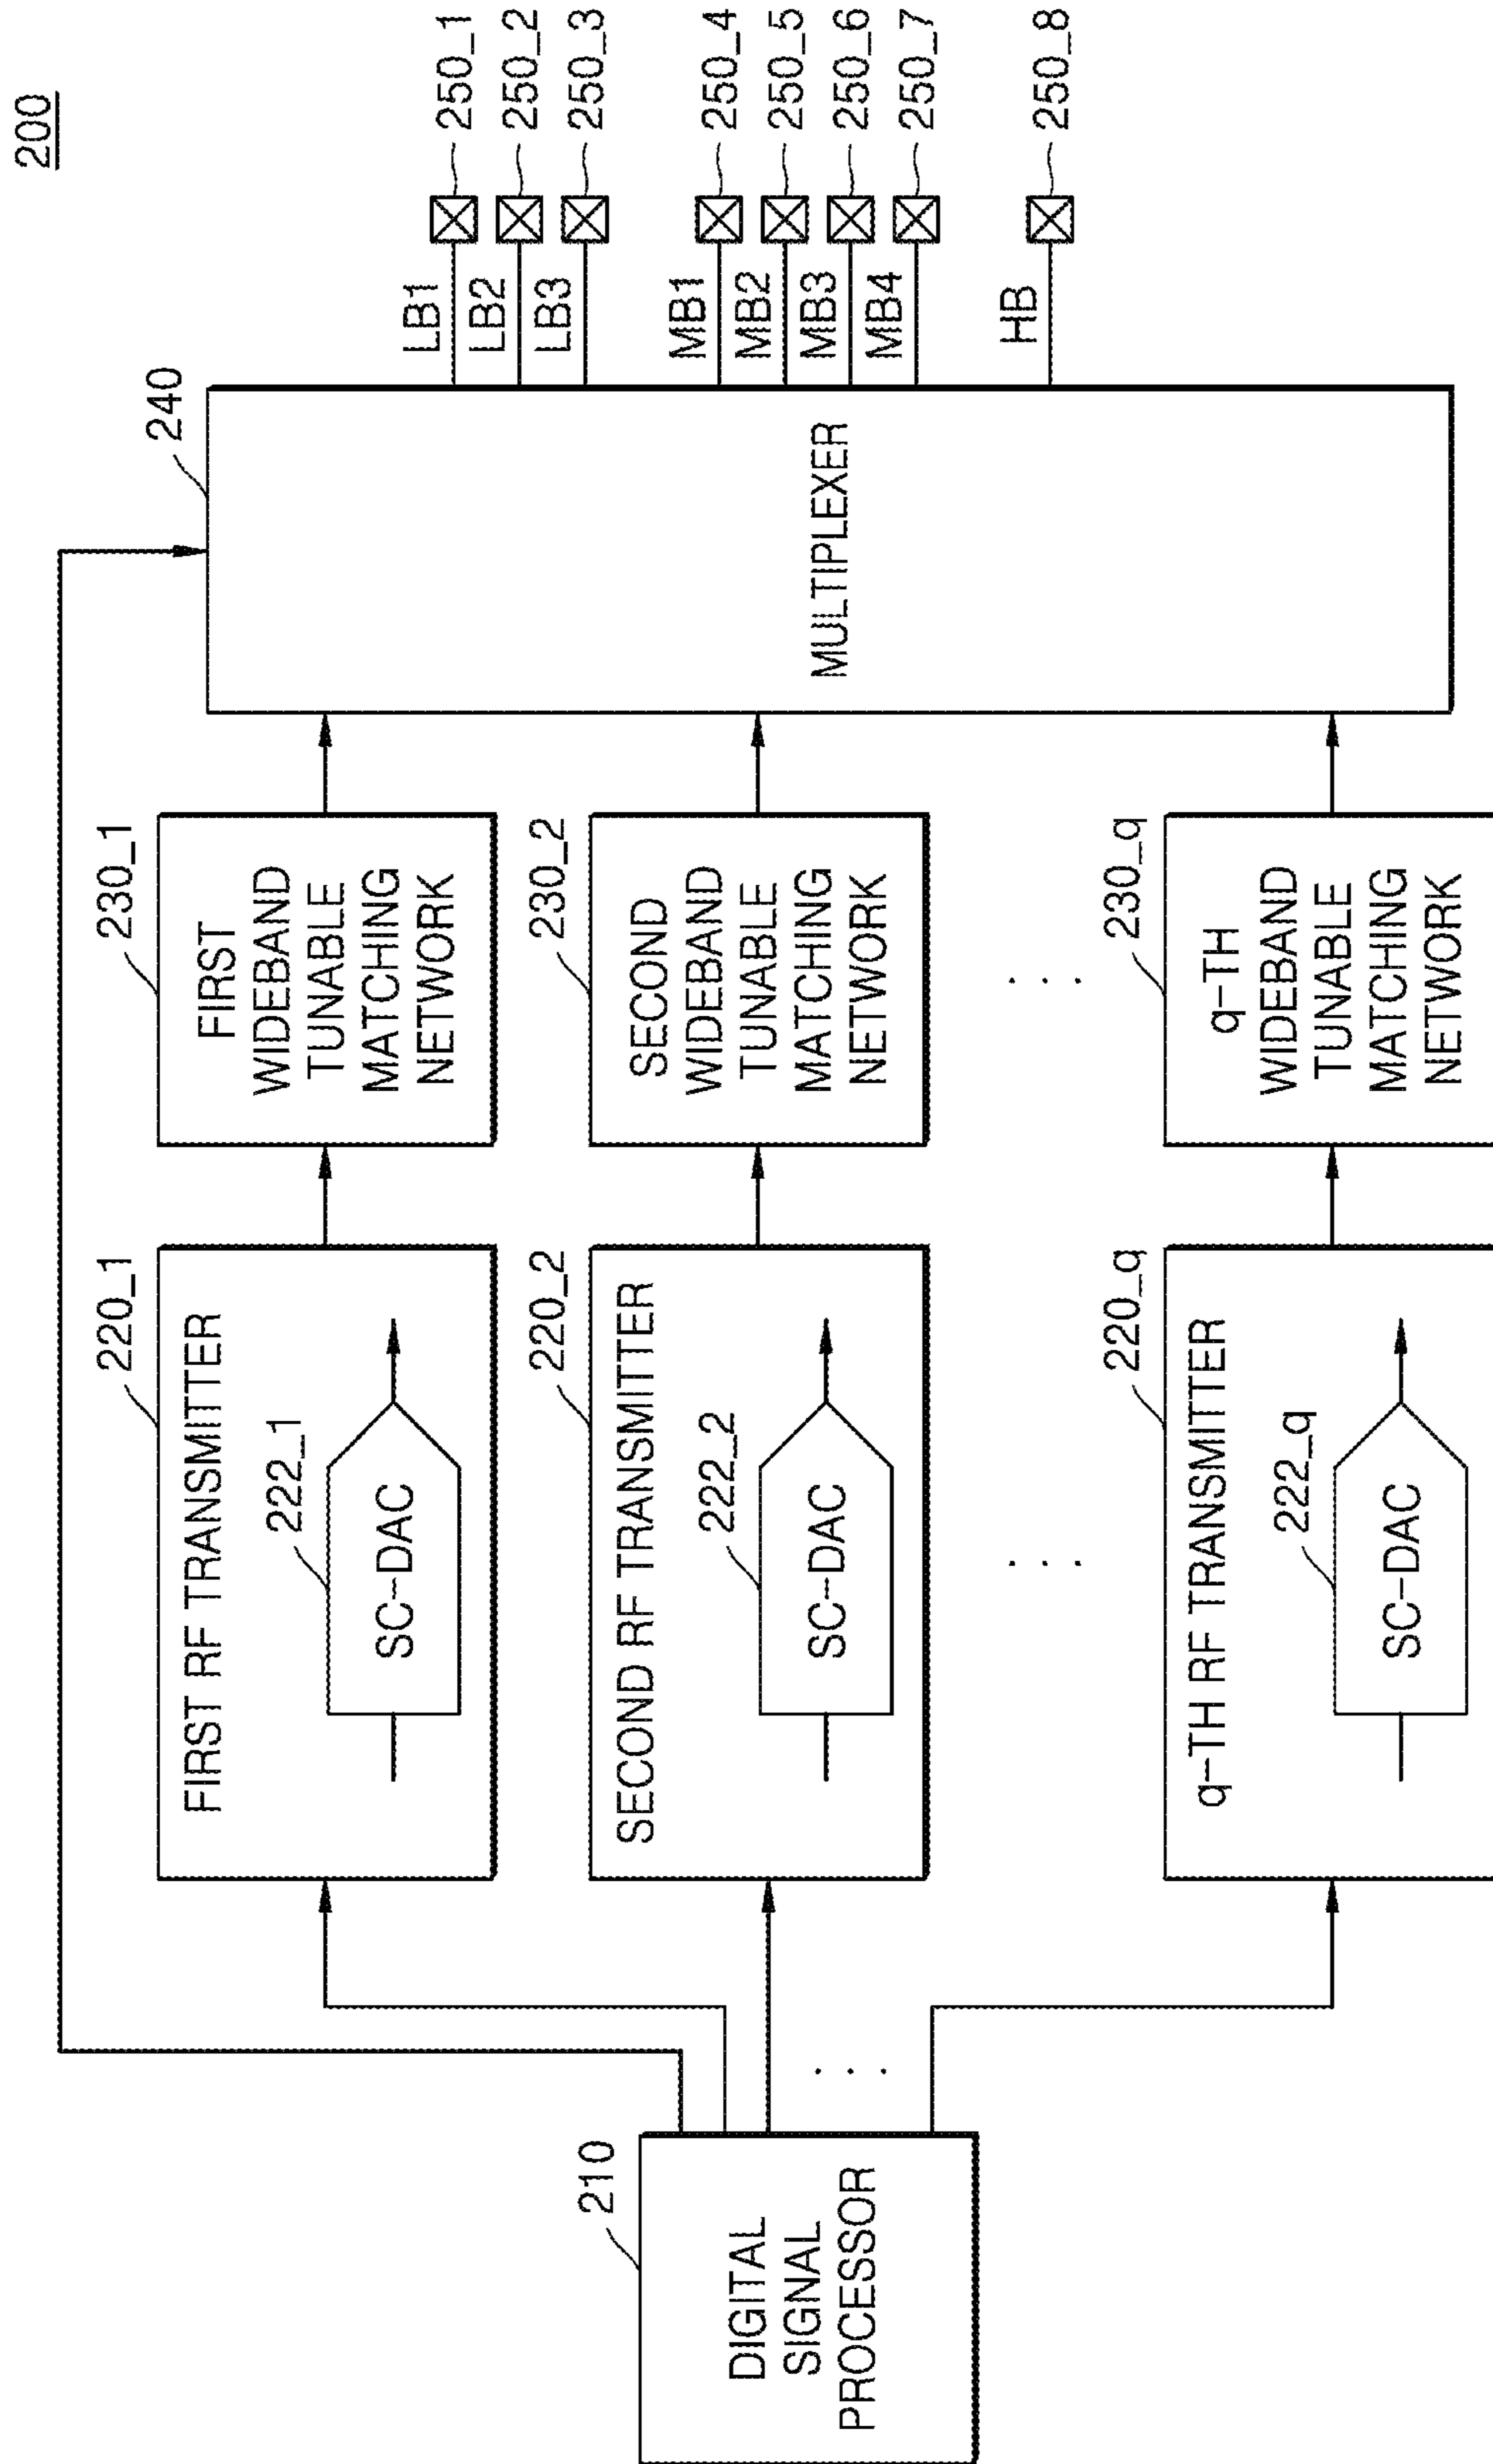 200
210
DIGITAL
SIGNAL
PROCESSOR
. . .
220_1
FIRST RF TRANSMITTER
222_1
SC-DAC
220_2
SECOND RF TRANSMITTER
222_2
SC-DAC
. . .
220_q
q-TH RF TRANSMITTER
222_q
SC-DAC
230_1
FIRST
WIDEBAND
TUNABLE
MATCHING
NETWORK
230_2
SECOND
WIDEBAND
TUNABLE
MATCHING
NETWORK
. . .
230_q
q-TH
WIDEBAND
TUNABLE
MATCHING
NETWORK
240
MULTIPLEXER
LB1 250_1
LB2 250_2
LB3 250_3
MB1 250_4
MB2 250_5
MB3 250_6
MB4 250_7
HB 250_8